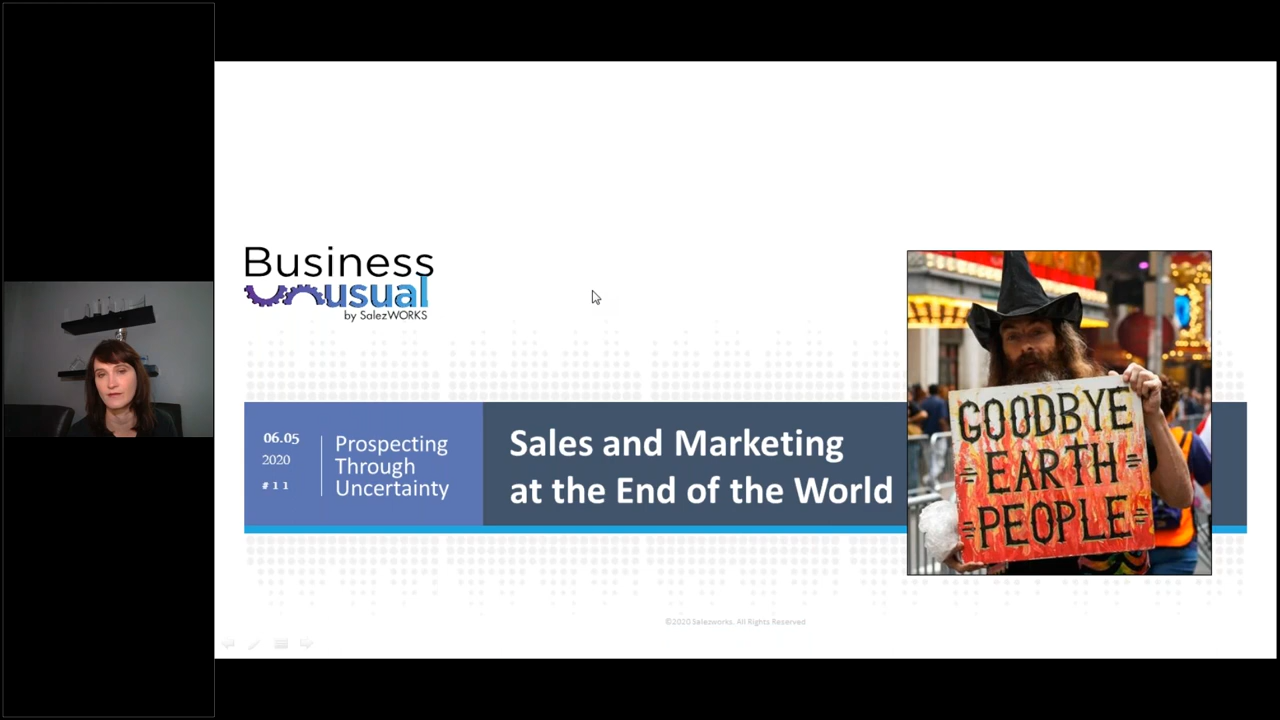 Business
Unusual
by SalezWORKS
06.05
2020
#11
Prospecting
Through
Uncertainty
Sales and Marketing
at the End of the World
GOODBYE
=EARTH=
=PEOPLE=
©2020 Salezworks. All Rights Reserved